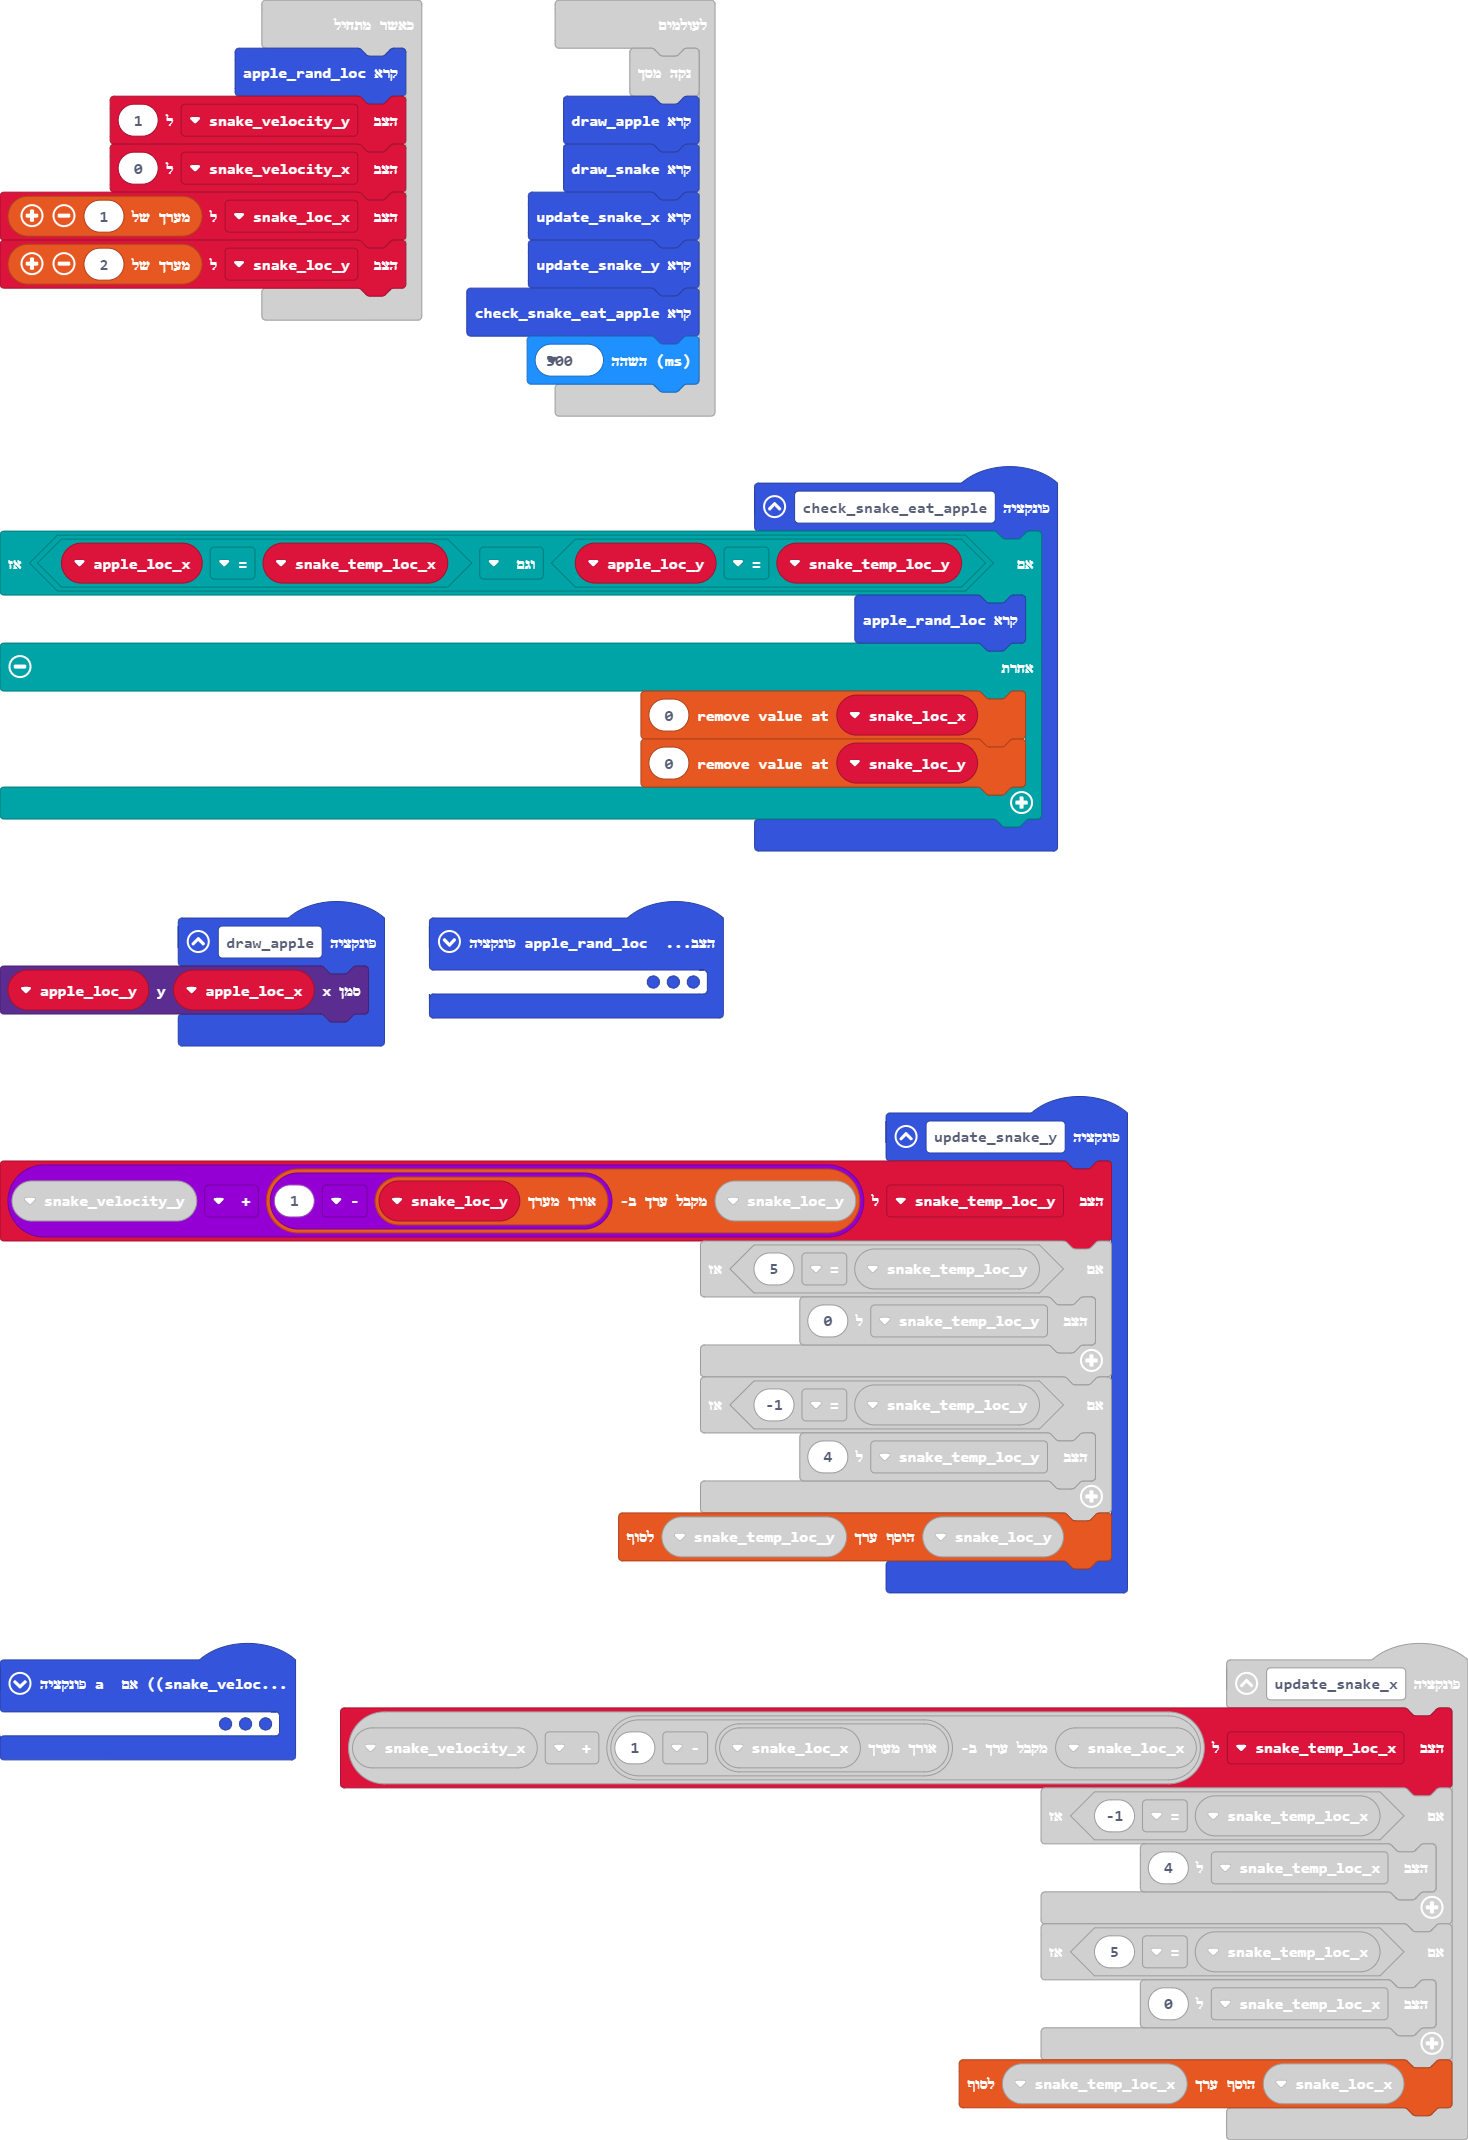 כאשר מתחיל
קרא apple_rand_loc
הצב snake_velocity_y ל 1
הצב snake_velocity_x ל 0
הצב snake_loc_x ל מערך של 1
הצב snake_loc_y ל מערך של 2
לעולמים
נקה מסך
קרא draw_apple
קרא draw_snake
קרא update_snake_x
קרא update_snake_y
קרא check_snake_eat_apple
השהה (ms)
פונקציה check_snake_eat_apple
אם snake_temp_loc_y = apple_loc_y וגם snake_temp_loc_x = apple_loc_x אז
קרא apple_rand_loc
אחרת
snake_loc_x remove value at 0
snake_loc_y remove value at 0
פונקציה draw_apple
סמן x apple_loc_x y apple_loc_y
הצב... apple_rand_loc פונקציה
פונקציה update_snake_y
הצב snake_temp_loc_y ל snake_loc_y מקבל ערך ב- אורך מערך snake_loc_y - 1 + snake_velocity_y
אם snake_temp_loc_y = 5 אז
הצב snake_temp_loc_y ל 0
אם snake_temp_loc_y = -1 אז
הצב snake_temp_loc_y ל 4
snake_loc_y הוסף ערך snake_temp_loc_y לסוף
פונקציה a אם ((snake_veloc...
פונקציה update_snake_x
הצב snake_temp_loc_x ל snake_loc_x מקבל ערך ב- אורך מערך snake_loc_x - 1 + snake_velocity_x
אם snake_temp_loc_x = -1 אז
הצב snake_temp_loc_x ל 4
אם snake_temp_loc_x = 5 אז
הצב snake_temp_loc_x ל 0
snake_loc_x הוסף ערך snake_temp_loc_x לסוף